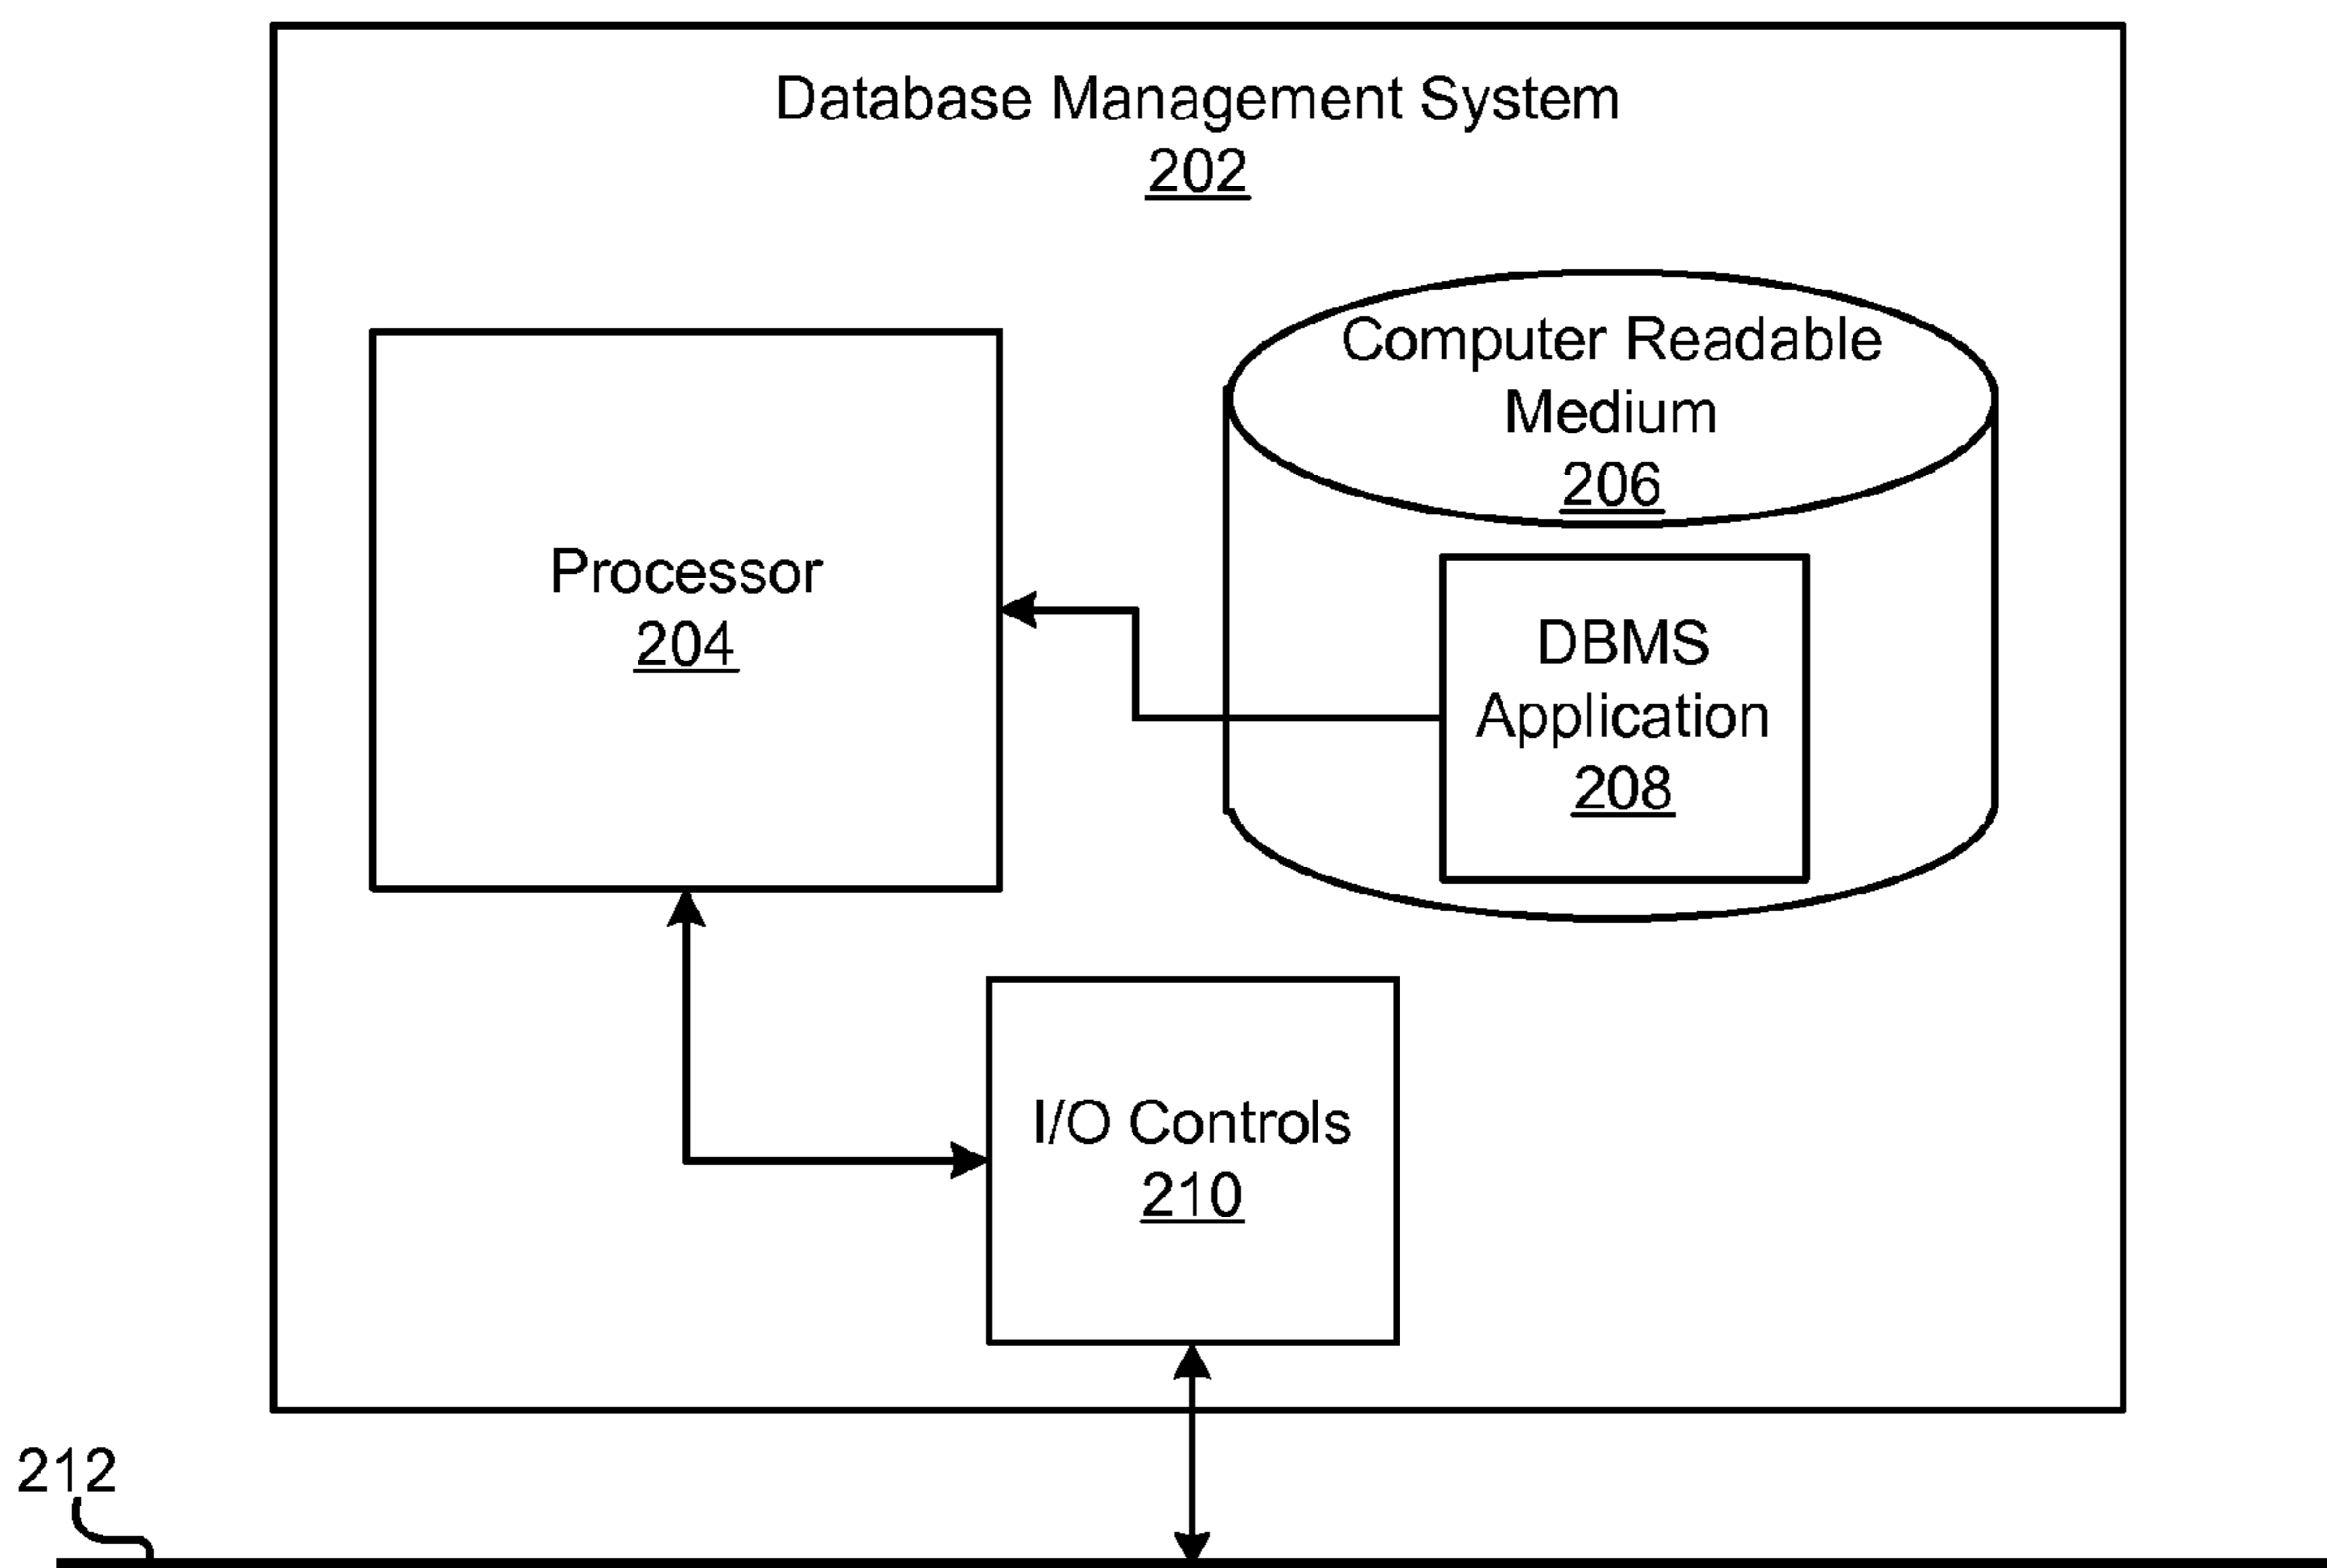 Database Management System
202
Computer Readable
Medium
206
Processor
204
DBMS
Application
208
I/O Controls
210
212